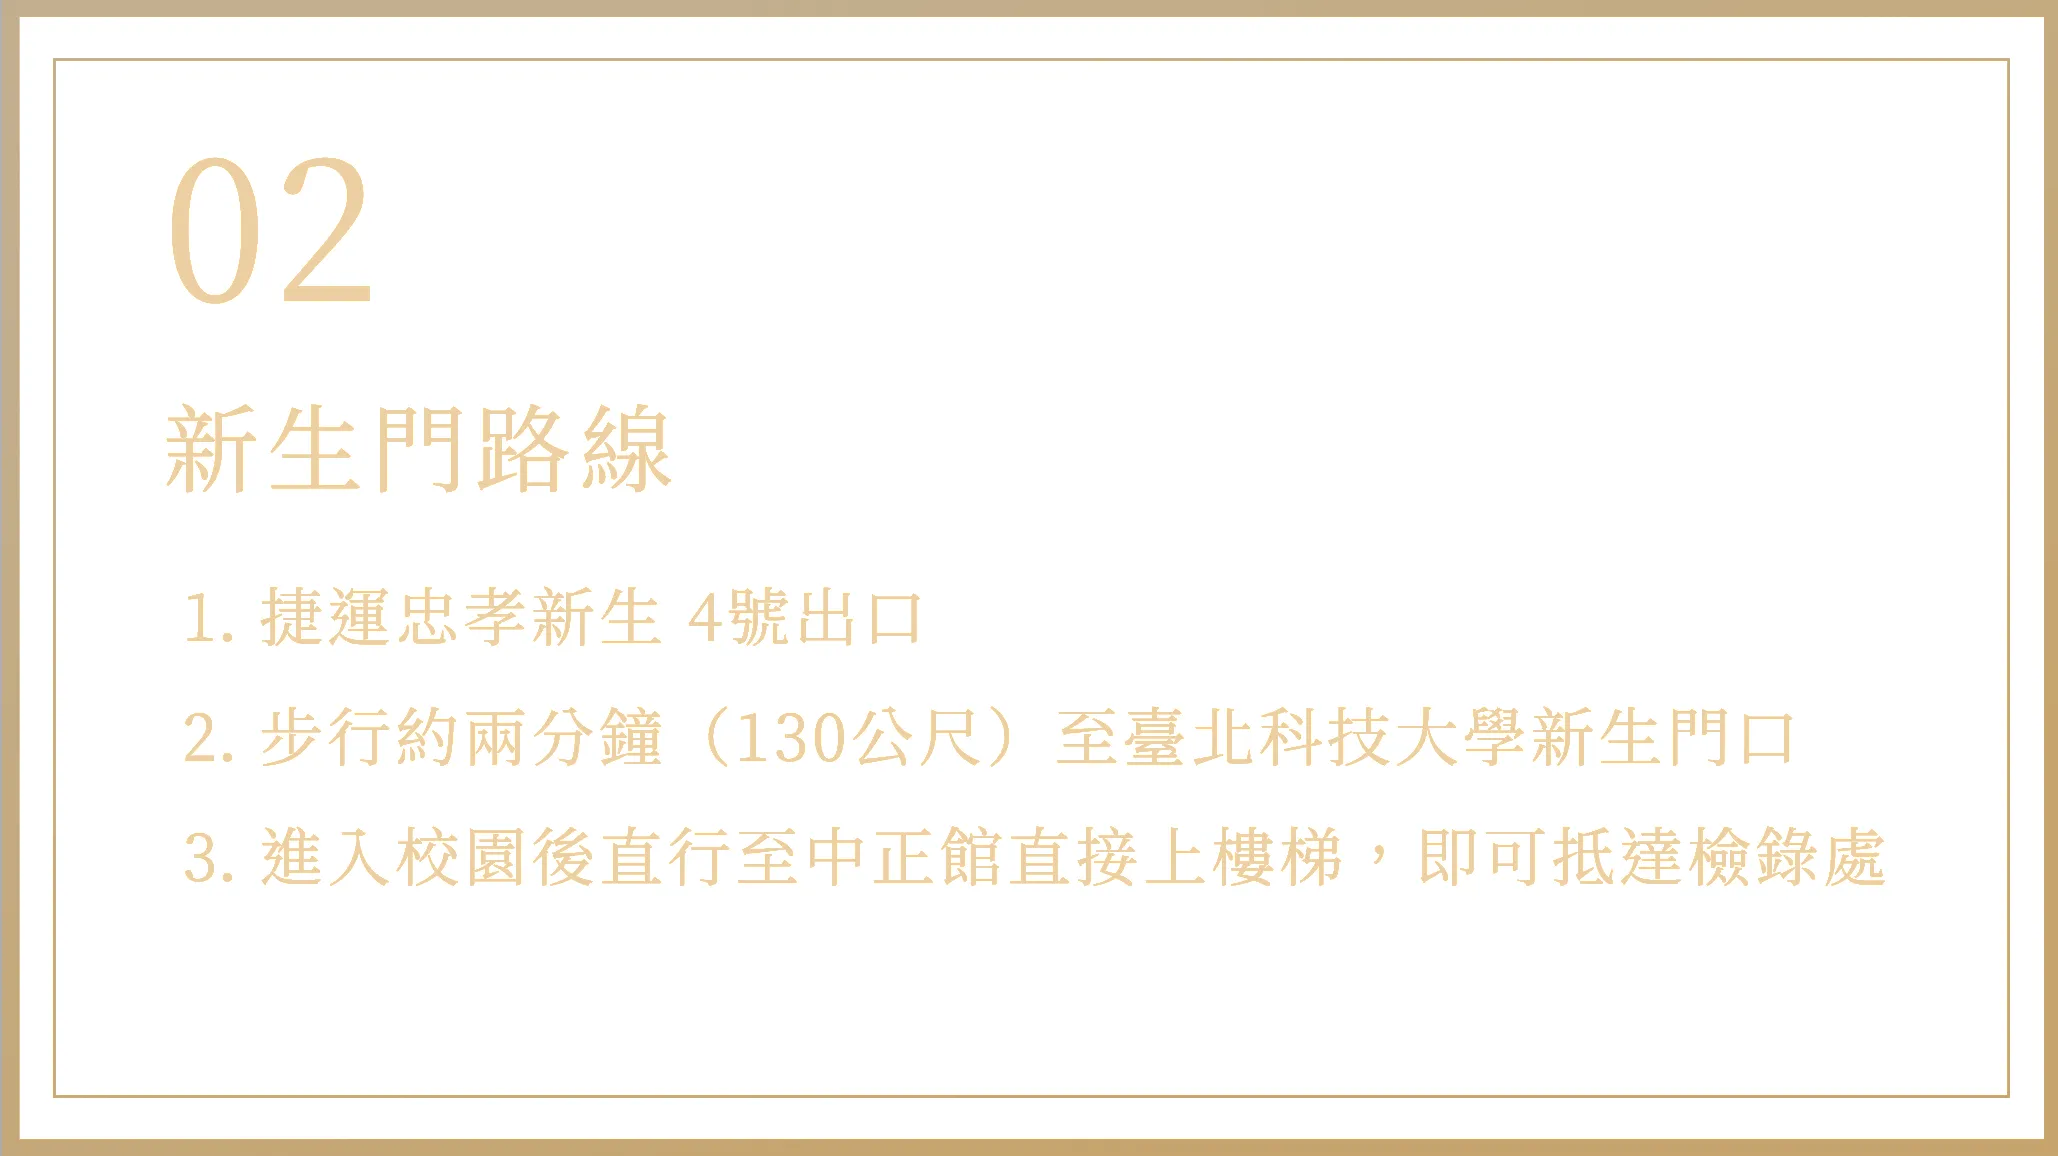 02
新生門路線
1. 捷運忠孝新生 4號出口
2. 步行約兩分鐘（130公尺）至臺北科技大學新生門口
3. 進入校園後直行至中正館直接上樓梯，即可抵達檢錄處